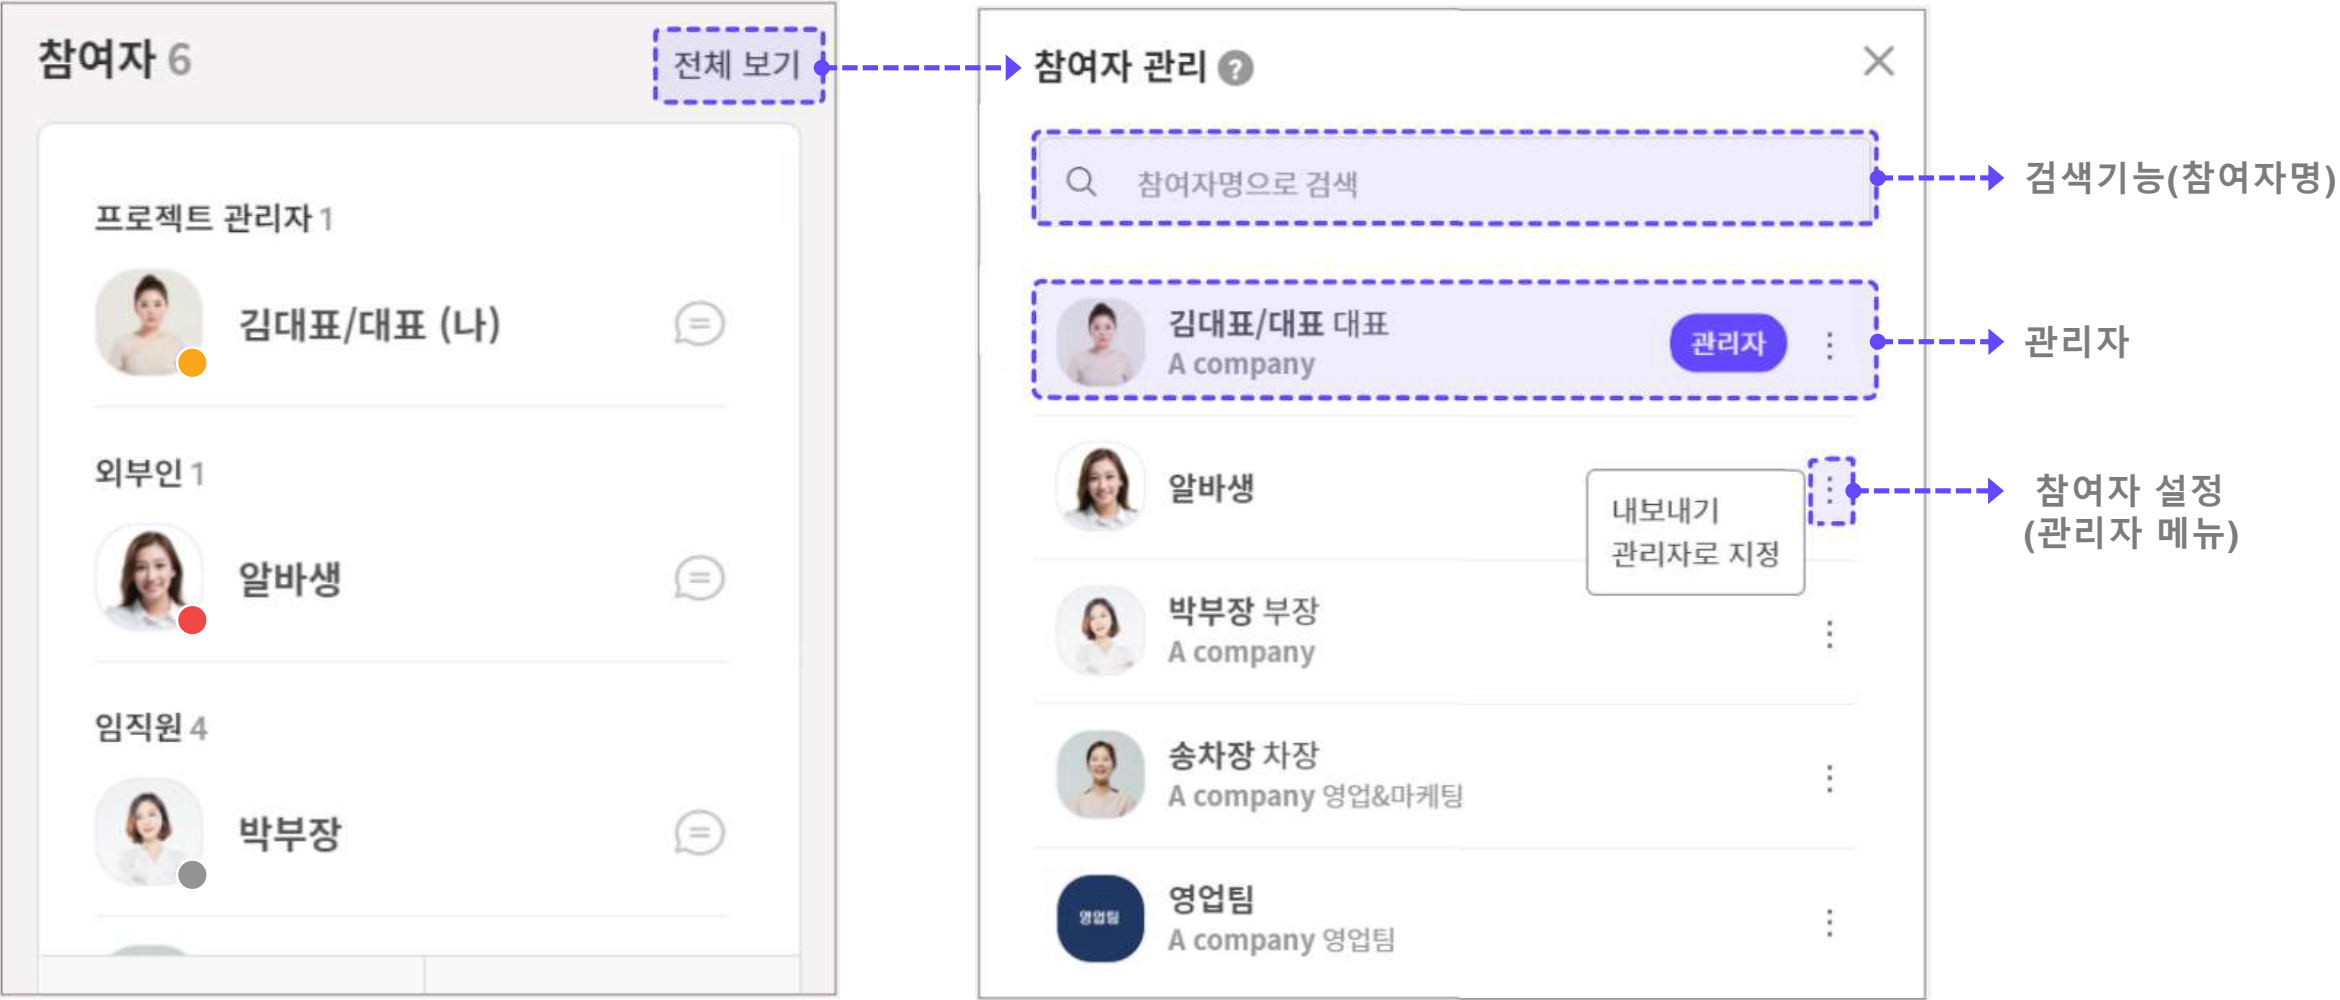 참여자 6
전체 보기
프로젝트 관리자 1
김대표/대표 (나)
외부인 1
알바생
임직원 4
박부장
참여자 관리 ?
참여자명으로 검색
김대표/대표 대표
A company
관리자
알바생
내보내기
관리자로 지정
박부장 부장
A company
송차장 차장
A company 영업&마케팅
영업팀
영업팀
A company 영업팀
검색기능(참여자명)
관리자
참여자 설정
(관리자 메뉴)